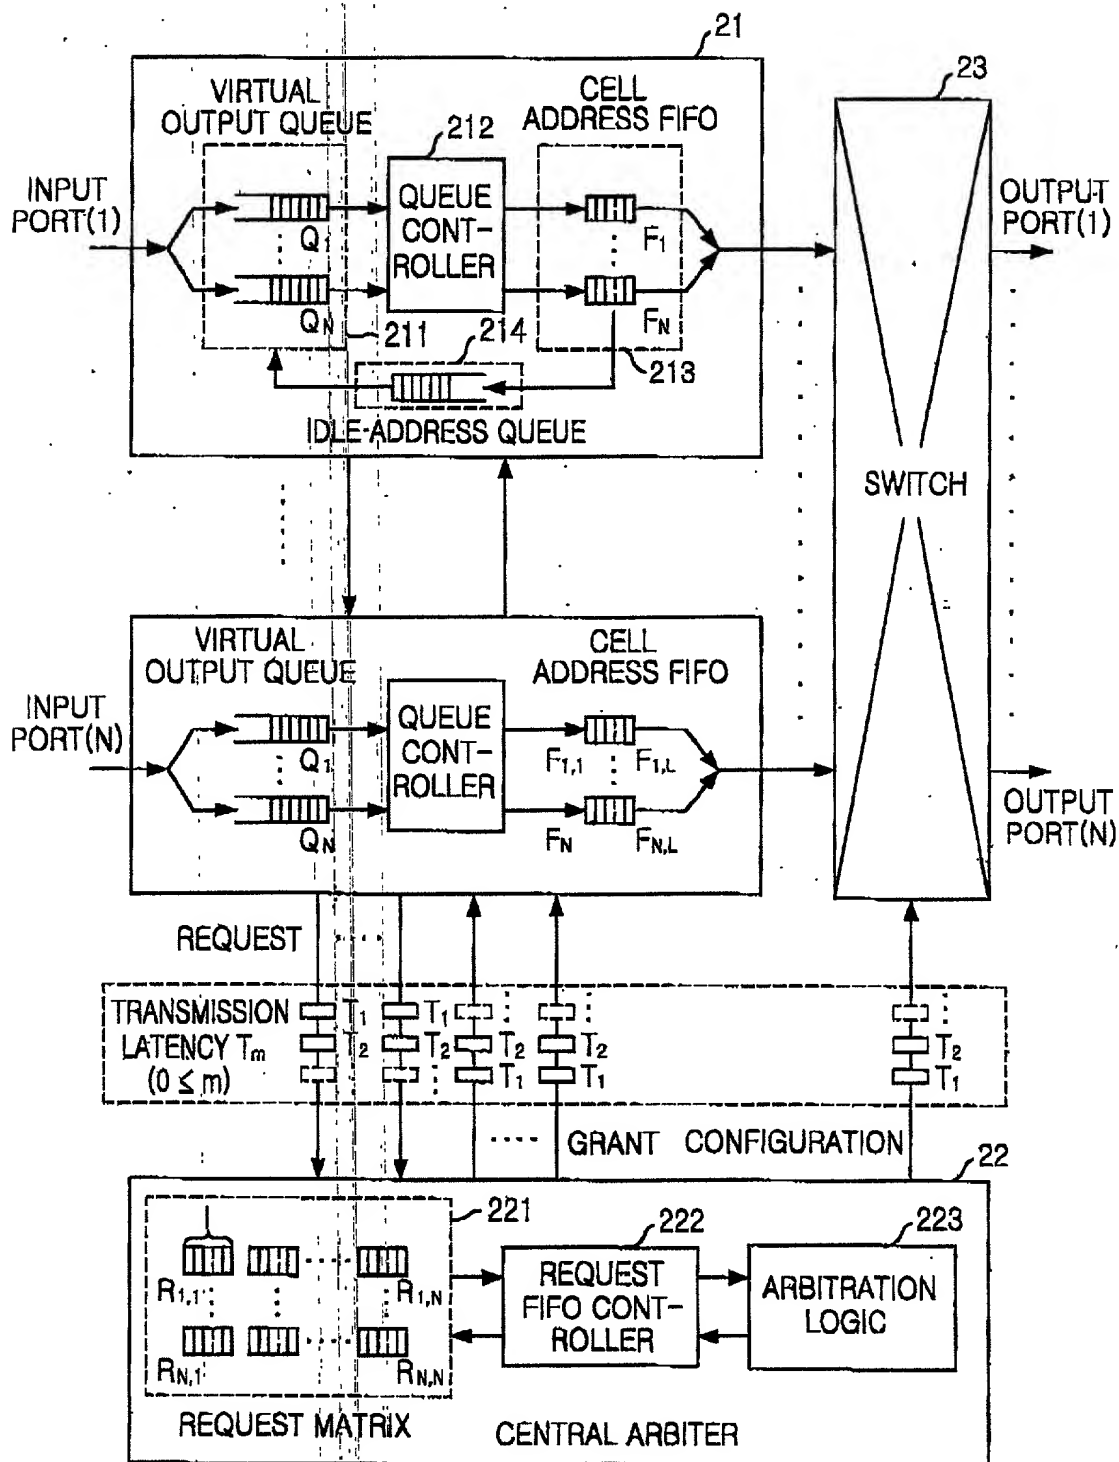 21
VIRTUAL
OUTPUT QUEUE
CELL
ADDRESS FIFO
23
212
INPUT
PORT(1)
QUEUE
CONT-
ROLLER
OUTPUT
PORT(1)
Q1
F1
QN
FN
211
214
213
IDLE-ADDRESS QUEUE
SWITCH
VIRTUAL
OUTPUT QUEUE
CELL
ADDRESS FIFO
INPUT
PORT(N)
QUEUE
CONT-
ROLLER
Q1
F1,1
F1,L
QN
FN
FN,L
OUTPUT
PORT(N)
REQUEST
TRANSMISSION
LATENCY Tm
(0 ≤ m)
T1 T1
T2 T2 T2 T2 T2
T1 T1 T1
GRANT CONFIGURATION
22
221
222
223
R1,1
R1,N
REQUEST
FIFO CONT-
ROLLER
ARBITRATION
LOGIC
RN,1
RN,N
REQUEST MATRIX
CENTRAL ARBITER